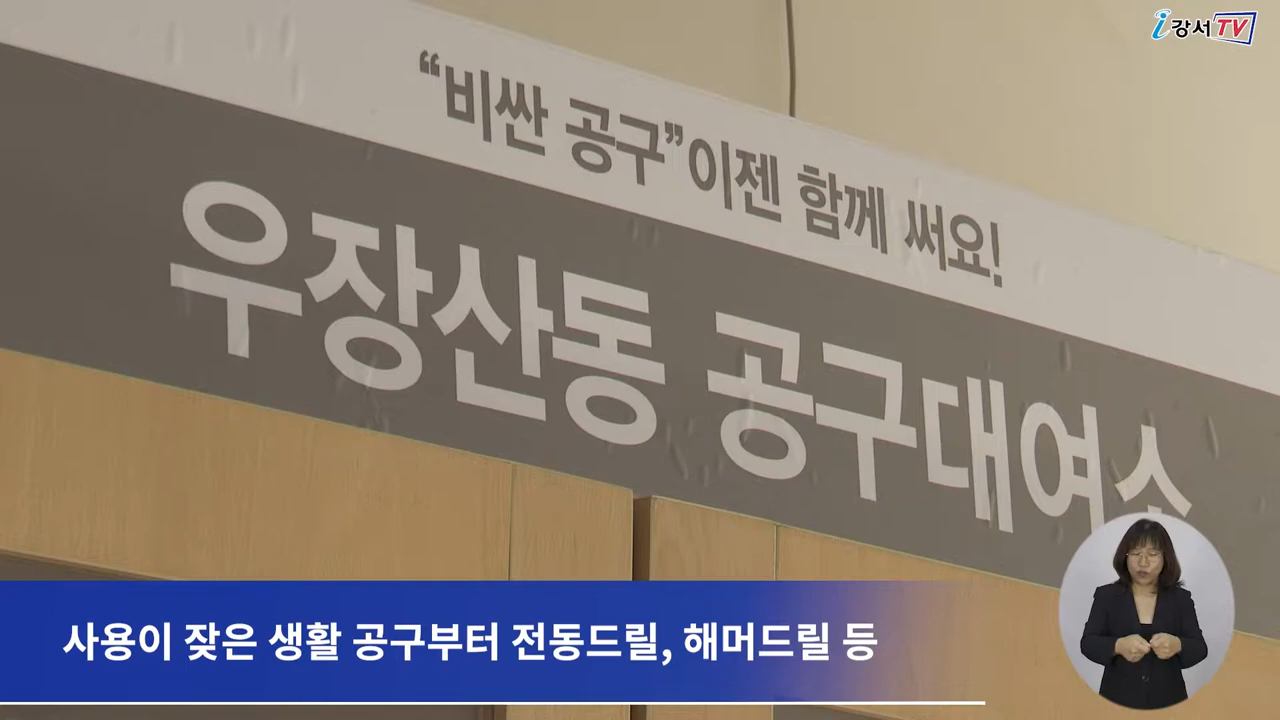 i강서TV
“비싼 공구”이젠 함께 써요!
우장산동 공구대여소
사용이 잦은 생활 공구부터 전동드릴, 해머드릴 등